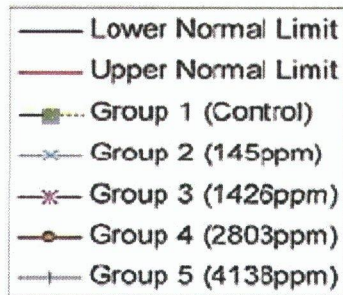 Lower Normal Limit
Upper Normal Limit
Group 1 (Control)
Group 2 (145ppm)
Group 3 (1426ppm)
Group 4 (2803ppm)
Group 5 (4138ppm)